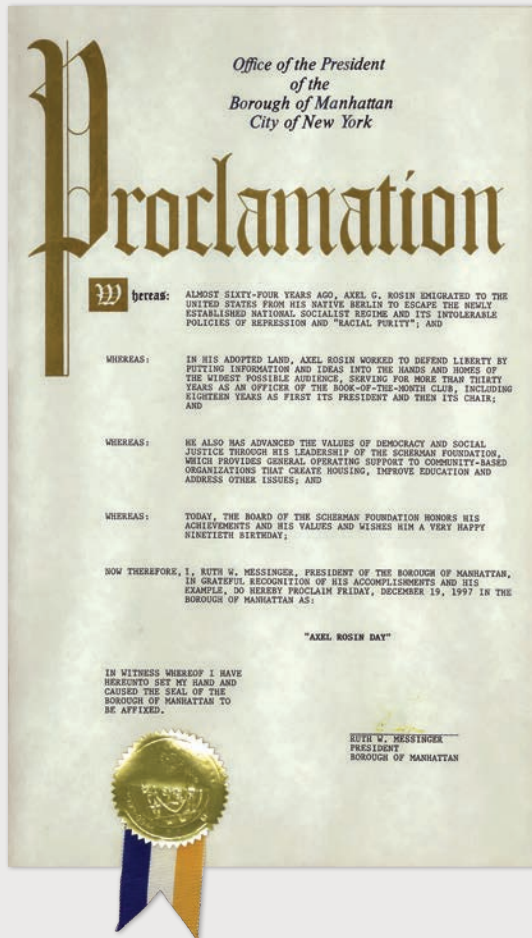 Office of the President
of the
Borough of Manhattan
City of New York
Proclamation
Whereas: ALMOST SIXTY-FOUR YEARS AGO, AXEL G. ROSIN EMIGRATED TO THE
UNITED STATES FROM HIS NATIVE BERLIN TO ESCAPE THE NEWLY
ESTABLISHED NATIONAL SOCIALIST REGIME AND ITS INTOLERABLE
POLICIES OF REPRESSION AND "RACIAL PURITY"; AND
WHEREAS: IN HIS ADOPTED LAND, AXEL ROSIN WORKED TO DEFEND LIBERTY BY
PUTTING INFORMATION AND IDEAS INTO THE HANDS AND HOMES OF
THE WIDEST POSSIBLE AUDIENCE, SERVING FOR MORE THAN THIRTY
YEARS AS AN OFFICER OF THE BOOK-OF-THE-MONTH CLUB, INCLUDING
EIGHTEEN YEARS AS FIRST ITS PRESIDENT AND THEN ITS CHAIR;
AND
WHEREAS: HE ALSO HAS ADVANCED THE VALUES OF DEMOCRACY AND SOCIAL
JUSTICE THROUGH HIS LEADERSHIP OF THE SCHERMAN FOUNDATION,
WHICH PROVIDES GENERAL OPERATING SUPPORT TO COMMUNITY-BASED
ORGANIZATIONS THAT CREATE HOUSING, IMPROVE EDUCATION AND
ADDRESS OTHER ISSUES; AND
WHEREAS: TODAY, THE BOARD OF THE SCHERMAN FOUNDATION HONORS HIS
ACHIEVEMENTS AND HIS VALUES AND WISHES HIM A VERY HAPPY
NINETIETH BIRTHDAY;
NOW THEREFORE, I, RUTH W. MESSINGER, PRESIDENT OF THE BOROUGH OF MANHATTAN,
IN GRATEFUL RECOGNITION OF HIS ACCOMPLISHMENTS AND HIS
EXAMPLE, DO HEREBY PROCLAIM FRIDAY, DECEMBER 19, 1997 IN THE
BOROUGH OF MANHATTAN AS:
"AXEL ROSIN DAY"
IN WITNESS WHEREOF I HAVE
HEREUNTO SET MY HAND AND
CAUSED THE SEAL OF THE
BOROUGH OF MANHATTAN TO
BE AFFIXED.
RUTH W. MESSINGER
PRESIDENT
BOROUGH OF MANHATTAN